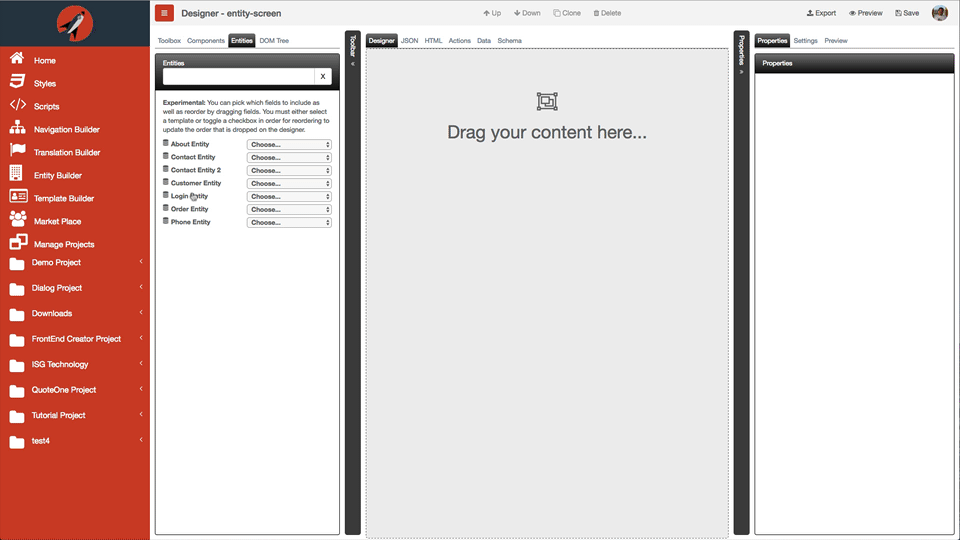 Designer - entity-screen
Up
Down
Clone
Delete
Export
Preview
Save
Home
Styles
Scripts
Navigation Builder
Translation Builder
Entity Builder
Template Builder
Market Place
Manage Projects
Demo Project
Dialog Project
Downloads
FrontEnd Creator Project
ISG Technology
QuoteOne Project
Tutorial Project
test4
Toolbox Components Entities DOM Tree
Entities
X
Experimental: You can pick which fields to include as
well as reorder by dragging fields. You must either select
a template or toggle a checkbox in order for reordering to
update the order that is dropped on the designer.
About Entity Choose...
Contact Entity Choose...
Contact Entity 2 Choose...
Customer Entity Choose...
Login Entity Choose...
Order Entity Choose...
Phone Entity Choose...
Toolbar
Designer JSON HTML Actions Data Schema
Drag your content here...
Properties
Properties Settings Preview
Properties